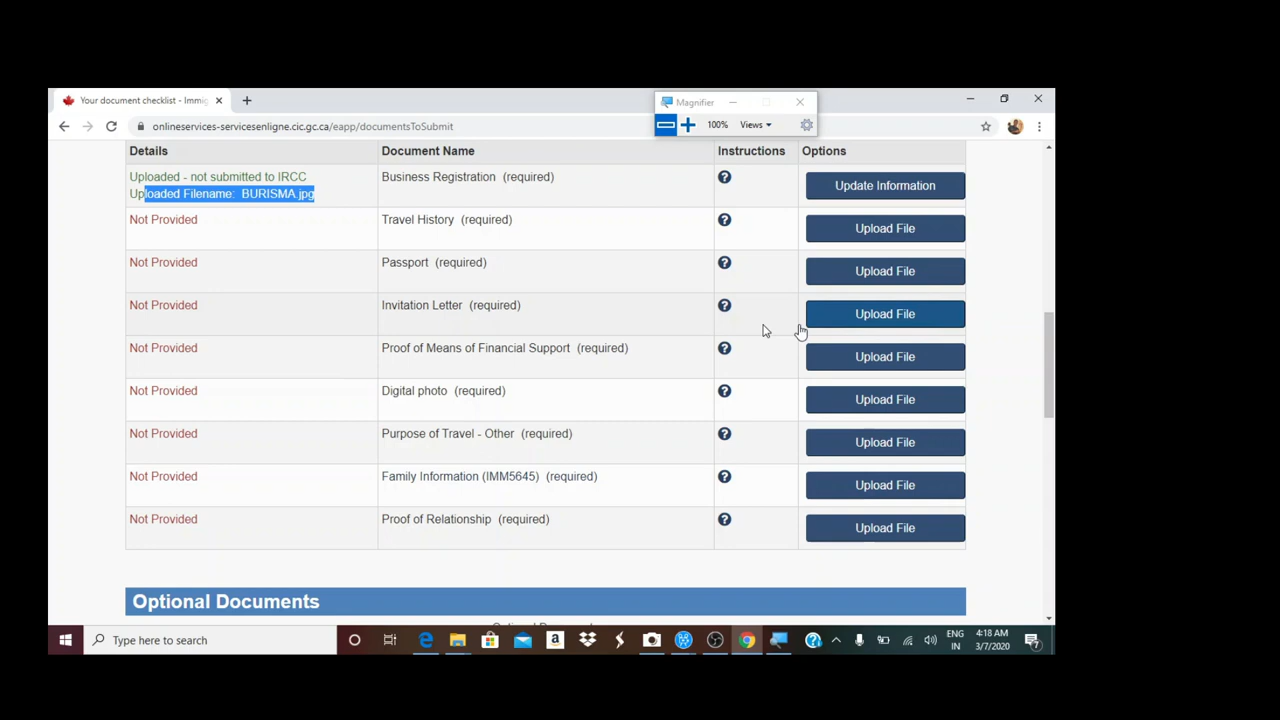 Your document checklist - Immig
Magnifier
onlineservices-servicesenligne.cic.gc.ca/eapp/documentsToSubmit
100% Views
Details Document Name Instructions Options
Uploaded - not submitted to IRCC Business Registration (required) Update Information
Uploaded Filename: BURISMA jpg
Not Provided Travel History (required) Upload File
Not Provided Passport (required) Upload File
Not Provided Invitation Letter (required) Upload File
Not Provided Proof of Means of Financial Support (required) Upload File
Not Provided Digital photo (required) Upload File
Not Provided Purpose of Travel - Other (required) Upload File
Not Provided Family Information (IMM5645) (required) Upload File
Not Provided Proof of Relationship (required) Upload File
Optional Documents
Type here to search
ENG
IN
4:18 AM
3/7/2020
7